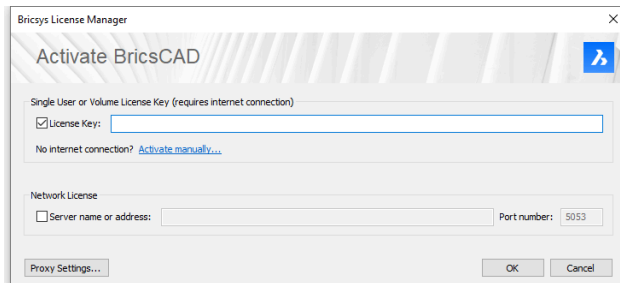 Bricsys License Manager
Activate BricsCAD
Single User or Volume License Key (requires internet connection)
License Key:
No internet connection? Activate manually...
Network License
Server name or address:
Port number: 5053
Proxy Settings...
OK Cancel